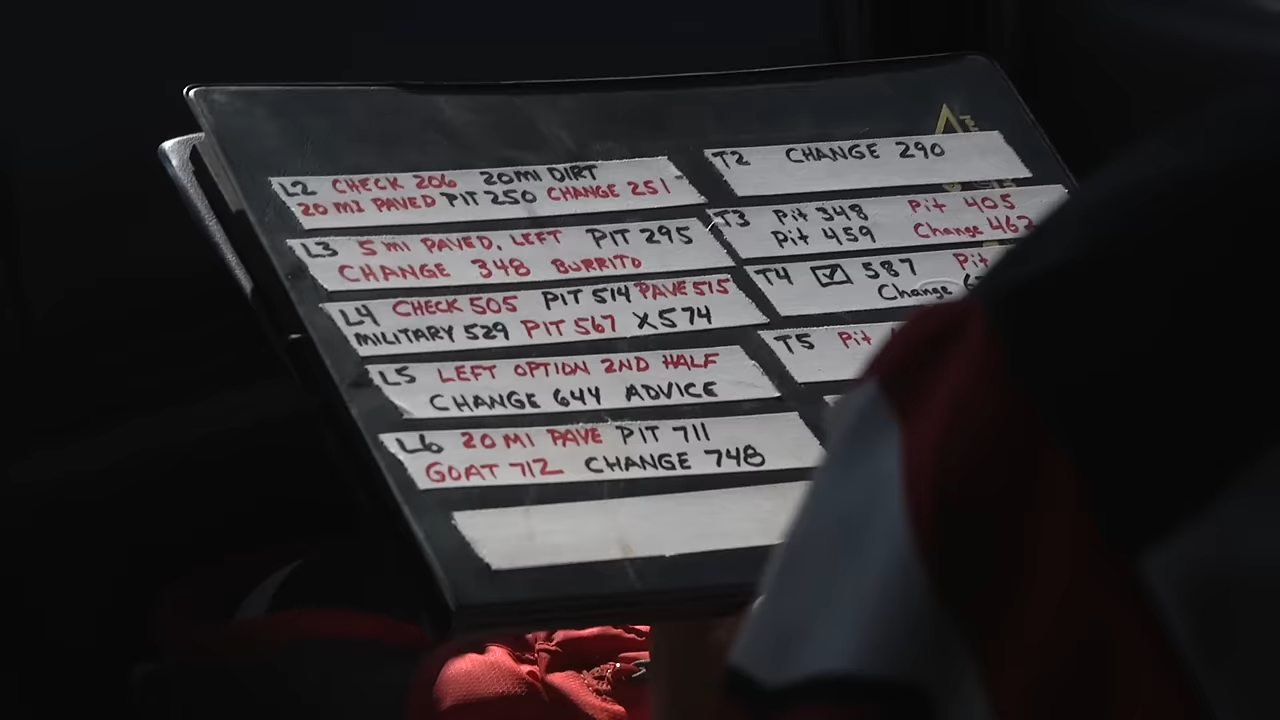 L2 CHECK 206 20MI DIRT
20 MI PAVED PIT 250 CHANGE 251
L3 5 MI PAVED, LEFT PIT 295
CHANGE 348 BURRITO
L4 CHECK 505 PIT 514 PAVE 515
MILITARY 529 PIT 567 X574
L5 LEFT OPTION 2ND HALF
CHANGE 644 ADVICE
L6 20 MI PAVE PIT 711
GOAT 712 CHANGE 748
T2 CHANGE 290
T3 Pit 348 Pit 405
Pit 459 Change 462
T4 ☑ 587 Pit
Change
T5 Pit